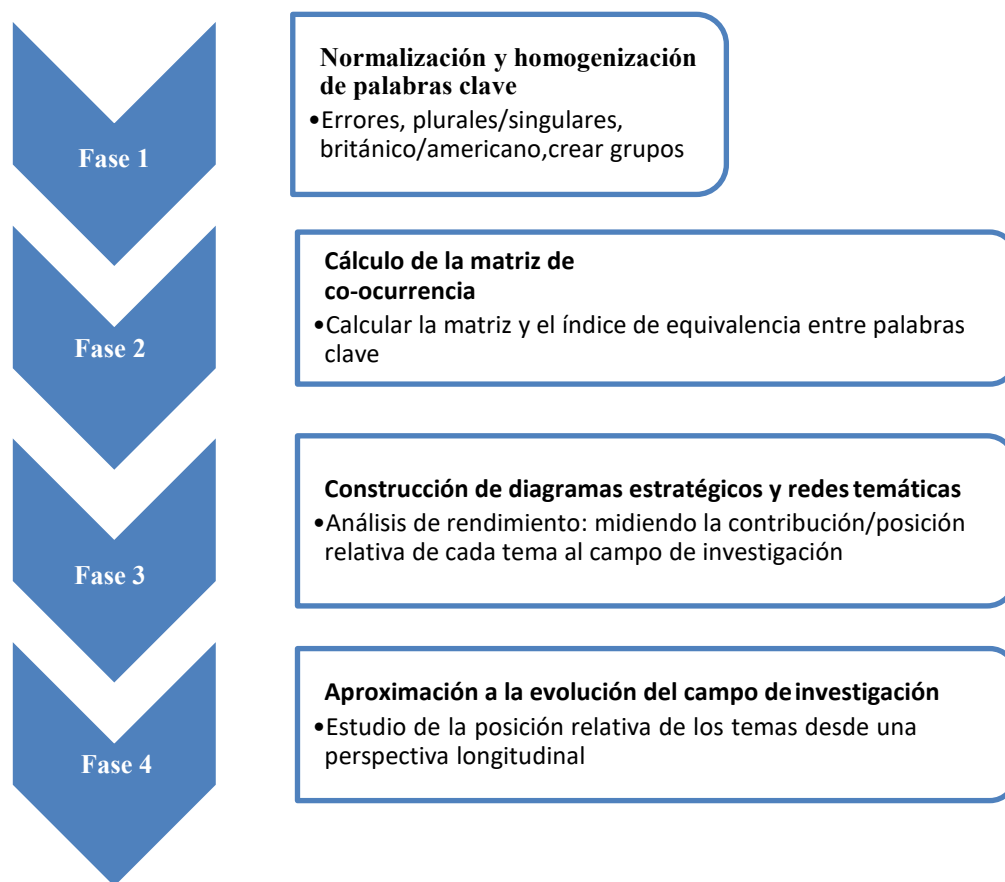 Fase 1
Normalización y homogenización
de palabras clave
•Errores, plurales/singulares,
británico/americano,crear grupos
Fase 2
Cálculo de la matriz de
co-ocurrencia
•Calcular la matriz y el índice de equivalencia entre palabras
clave
Fase 3
Construcción de diagramas estratégicos y redes temáticas
•Análisis de rendimiento: midiendo la contribución/posición
relativa de cada tema al campo de investigación
Fase 4
Aproximación a la evolución del campo de investigación
•Estudio de la posición relativa de los temas desde una
perspectiva longitudinal